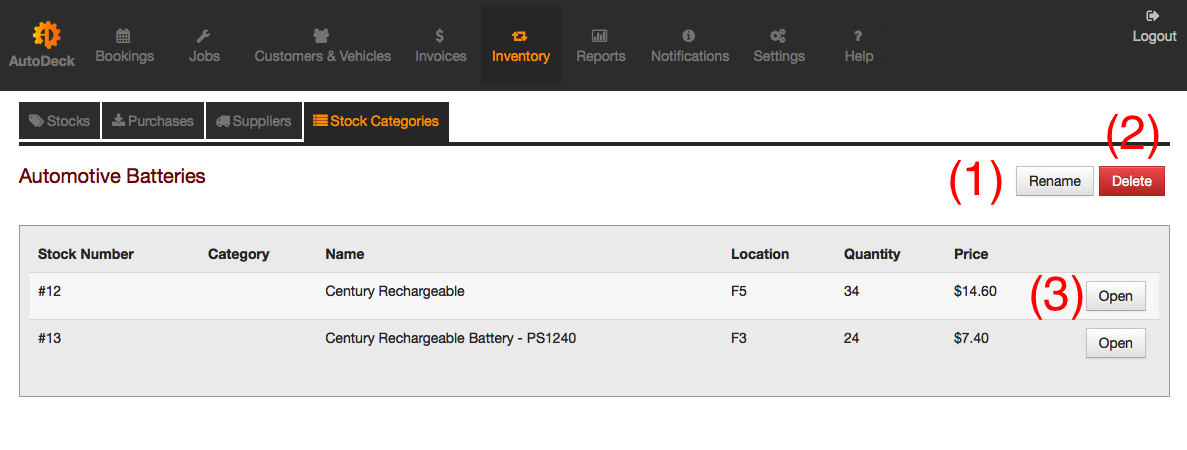 AutoDeck Bookings Jobs Customers & Vehicles Invoices Inventory Reports Notifications Settings Help Logout
Stocks Purchases Suppliers Stock Categories
(2)
Automotive Batteries (1) Rename Delete
Stock Number Category Name Location Quantity Price
#12 Century Rechargeable F5 34 $14.60 (3) Open
#13 Century Rechargeable Battery - PS1240 F3 24 $7.40 Open